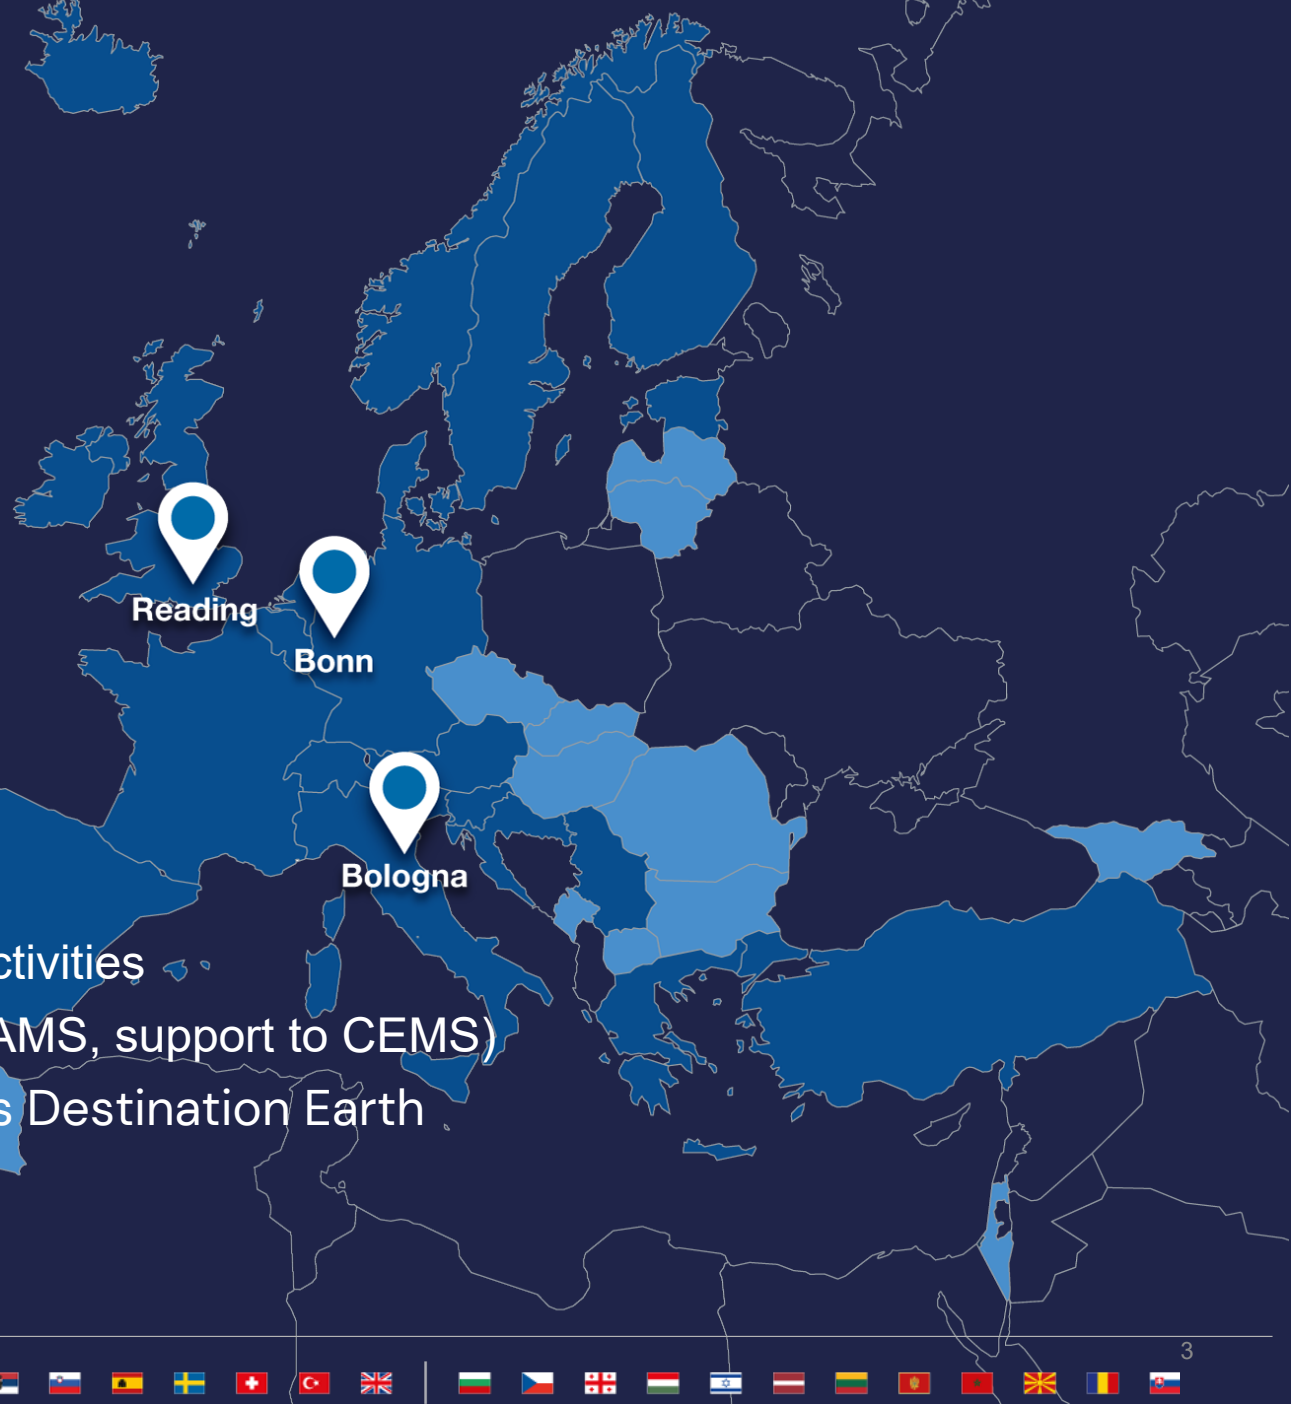 Reading
Bonn
Bologna
ctivities
AMS, support to CEMS)
s Destination Earth
3